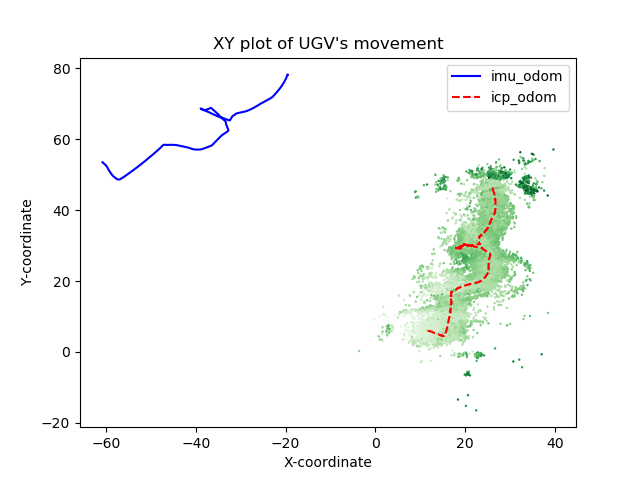 XY plot of UGV's movement
imu_odom
icp_odom
80
60
40
20
0
−20
Y-coordinate
−60
−40
−20
0
20
40
X-coordinate